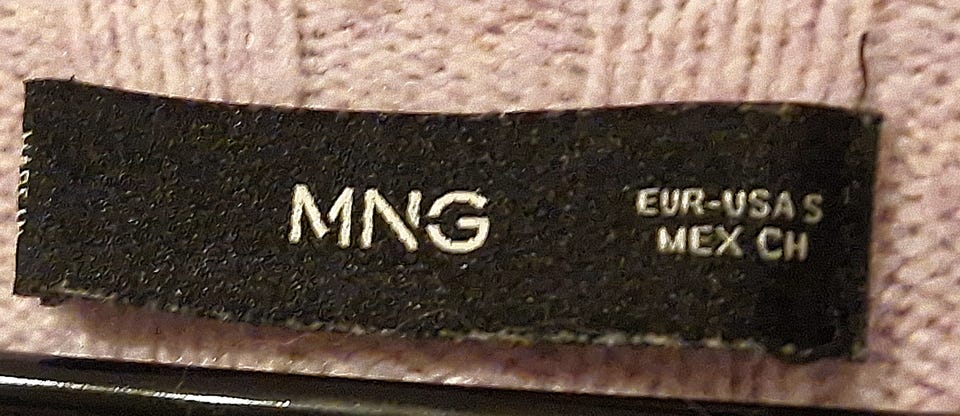 MNG
EUR-USA S
MEX CH